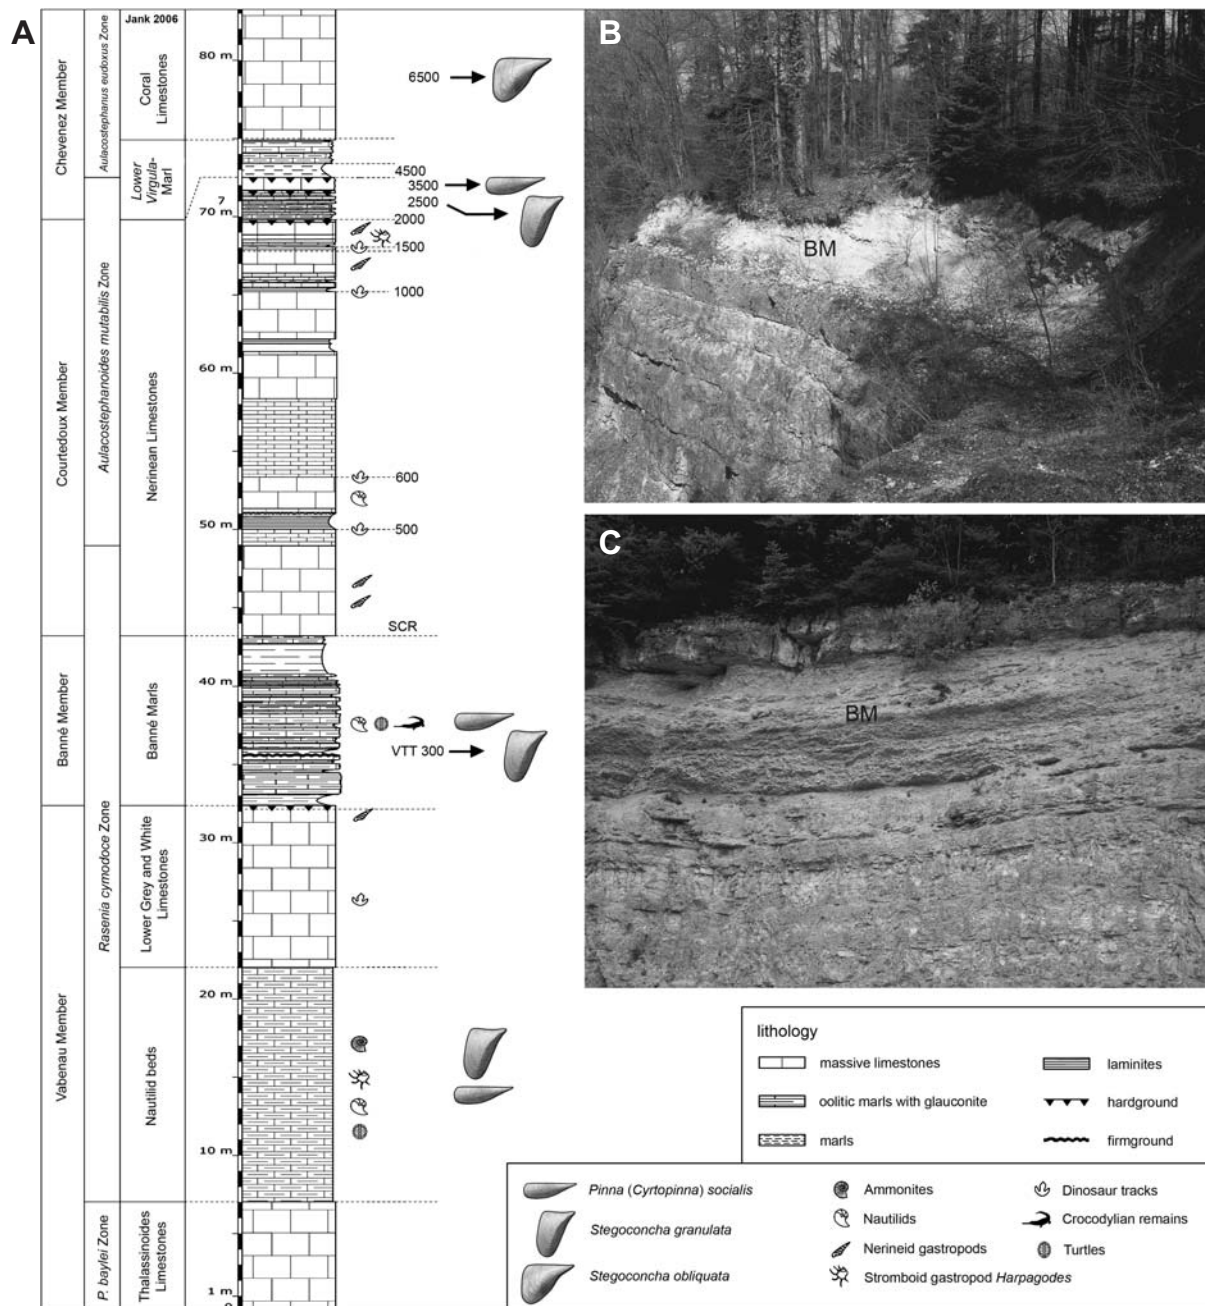 A
Jank 2006
Chevenez Member
Aulacostephanus eudoxus Zone
Coral
Limestones
80 m
6500
Lower
Virgula-
Marl
4500
3500
2500
7
70 m
2000
1500
1000
Courtedoux Member
Aulacostephanoides mutabilis Zone
Nerinean Limestones
60 m
600
50 m
500
SCR
Banné Member
Banné Marls
40 m
VTT 300
Rasenia cymodoce Zone
Lower Grey and White
Limestones
30 m
Vabenau Member
Nautilid beds
20 m
10 m
P. baylei Zone
Thalassinoides
Limestones
1 m
0
B
BM
C
BM
lithology
massive limestones
laminites
oolitic marls with glauconite
hardground
marls
firmground
Pinna (Cyrtopinna) socialis
Ammonites
Dinosaur tracks
Stegoconcha granulata
Nautilids
Crocodylian remains
Nerineid gastropods
Turtles
Stegoconcha obliquata
Stromboid gastropod Harpagodes